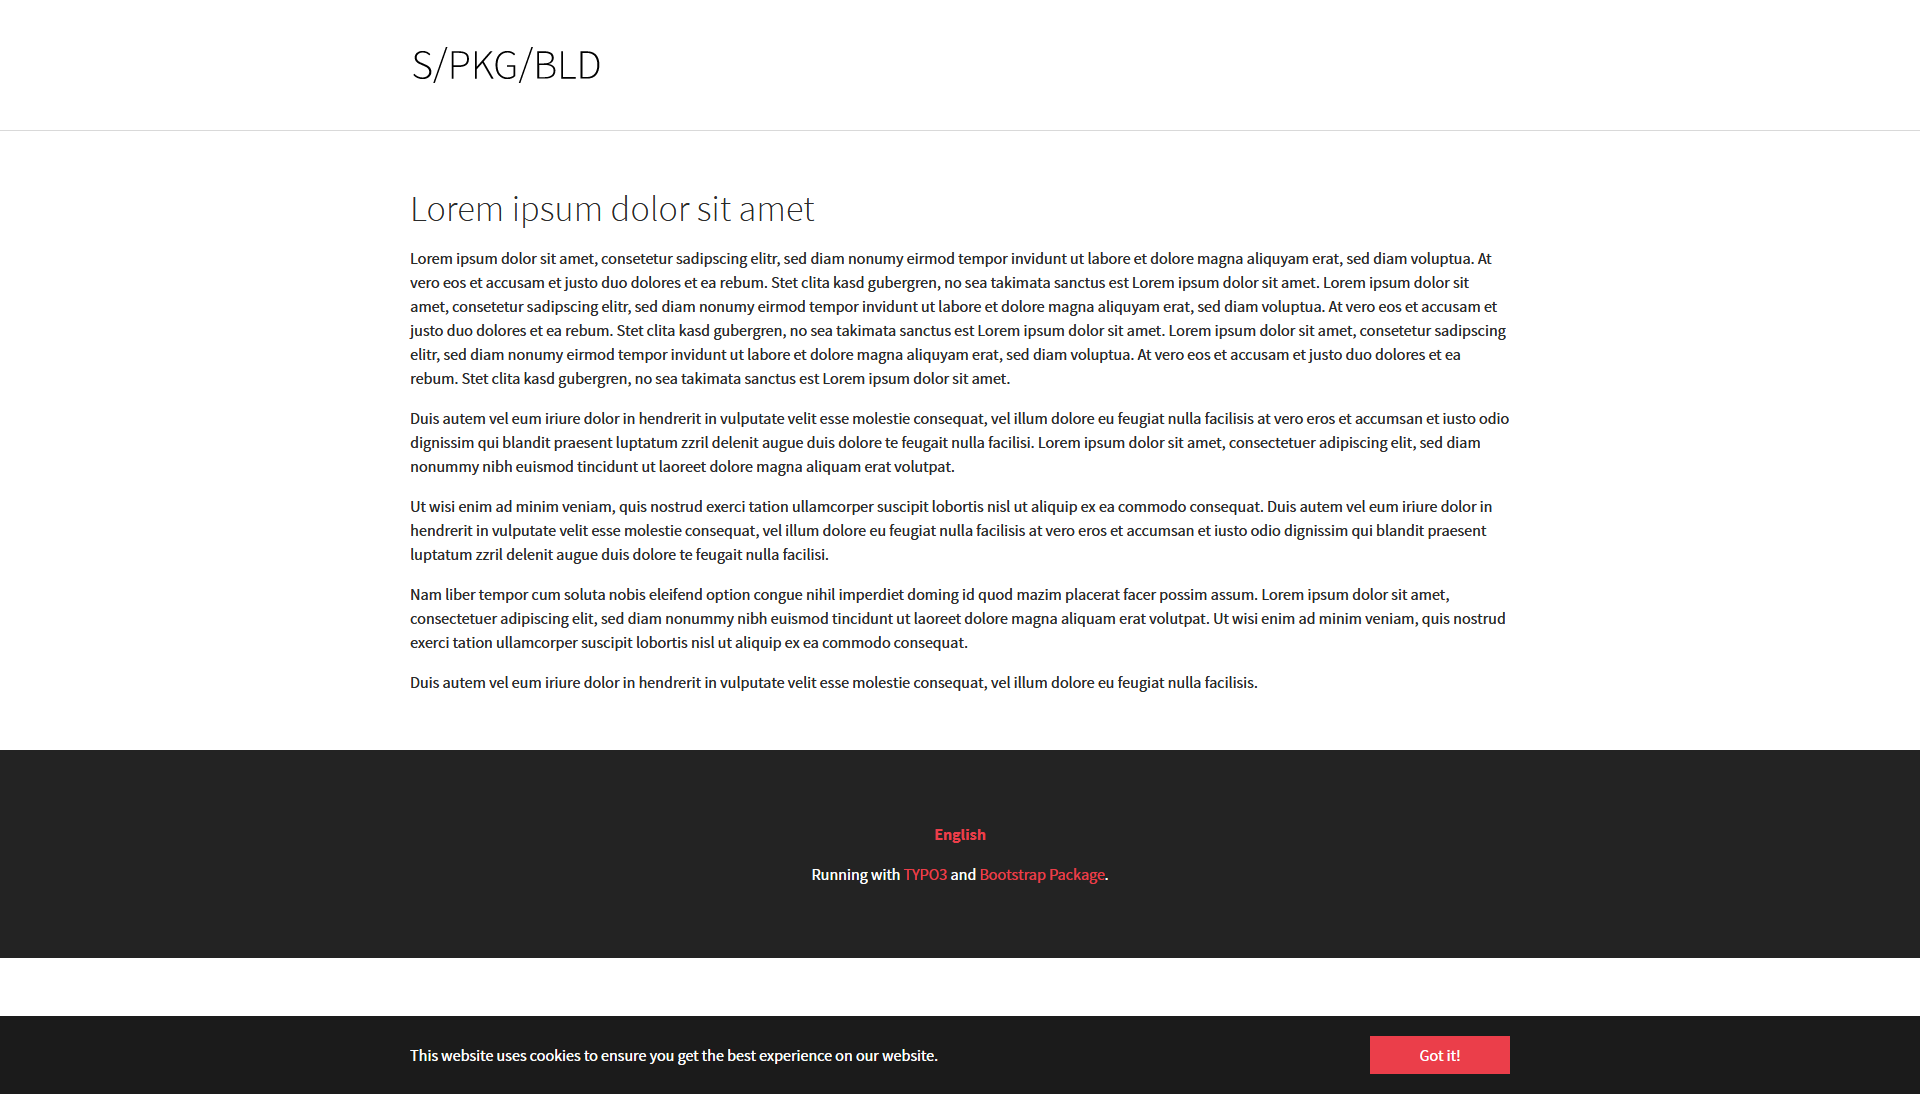 S/PKG/BLD
Lorem ipsum dolor sit amet
Lorem ipsum dolor sit amet, consetetur sadipscing elitr, sed diam nonumy eirmod tempor invidunt ut labore et dolore magna aliquyam erat, sed diam voluptua. At
vero eos et accusam et justo duo dolores et ea rebum. Stet clita kasd gubergren, no sea takimata sanctus est Lorem ipsum dolor sit amet. Lorem ipsum dolor sit
amet, consetetur sadipscing elitr, sed diam nonumy eirmod tempor invidunt ut labore et dolore magna aliquyam erat, sed diam voluptua. At vero eos et accusam et
justo duo dolores et ea rebum. Stet clita kasd gubergren, no sea takimata sanctus est Lorem ipsum dolor sit amet. Lorem ipsum dolor sit amet, consetetur sadipscing
elitr, sed diam nonumy eirmod tempor invidunt ut labore et dolore magna aliquyam erat, sed diam voluptua. At vero eos et accusam et justo duo dolores et ea
rebum. Stet clita kasd gubergren, no sea takimata sanctus est Lorem ipsum dolor sit amet.
Duis autem vel eum iriure dolor in hendrerit in vulputate velit esse molestie consequat, vel illum dolore eu feugiat nulla facilisis at vero eros et accumsan et iusto odio
dignissim qui blandit praesent luptatum zzril delenit augue duis dolore te feugait nulla facilisi. Lorem ipsum dolor sit amet, consectetuer adipiscing elit, sed diam
nonummy nibh euismod tincidunt ut laoreet dolore magna aliquam erat volutpat.
Ut wisi enim ad minim veniam, quis nostrud exerci tation ullamcorper suscipit lobortis nisl ut aliquip ex ea commodo consequat. Duis autem vel eum iriure dolor in
hendrerit in vulputate velit esse molestie consequat, vel illum dolore eu feugiat nulla facilisis at vero eros et accumsan et iusto odio dignissim qui blandit praesent
luptatum zzril delenit augue duis dolore te feugait nulla facilisi.
Nam liber tempor cum soluta nobis eleifend option congue nihil imperdiet doming id quod mazim placerat facer possim assum. Lorem ipsum dolor sit amet,
consectetuer adipiscing elit, sed diam nonummy nibh euismod tincidunt ut laoreet dolore magna aliquam erat volutpat. Ut wisi enim ad minim veniam, quis nostrud
exerci tation ullamcorper suscipit lobortis nisl ut aliquip ex ea commodo consequat.
Duis autem vel eum iriure dolor in hendrerit in vulputate velit esse molestie consequat, vel illum dolore eu feugiat nulla facilisis.
English
Running with TYPO3 and Bootstrap Package.
This website uses cookies to ensure you get the best experience on our website.
Got it!